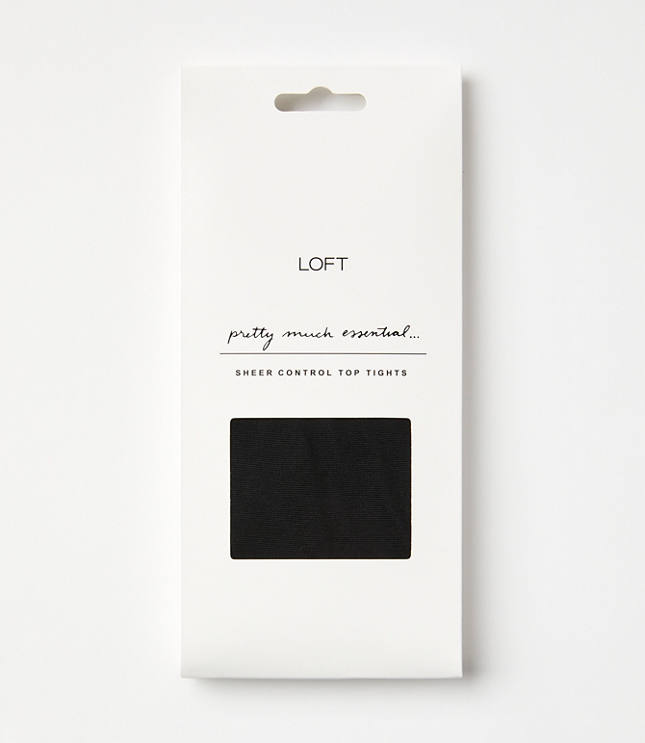 LOFT
pretty much essential...
SHEER CONTROL TOP TIGHTS